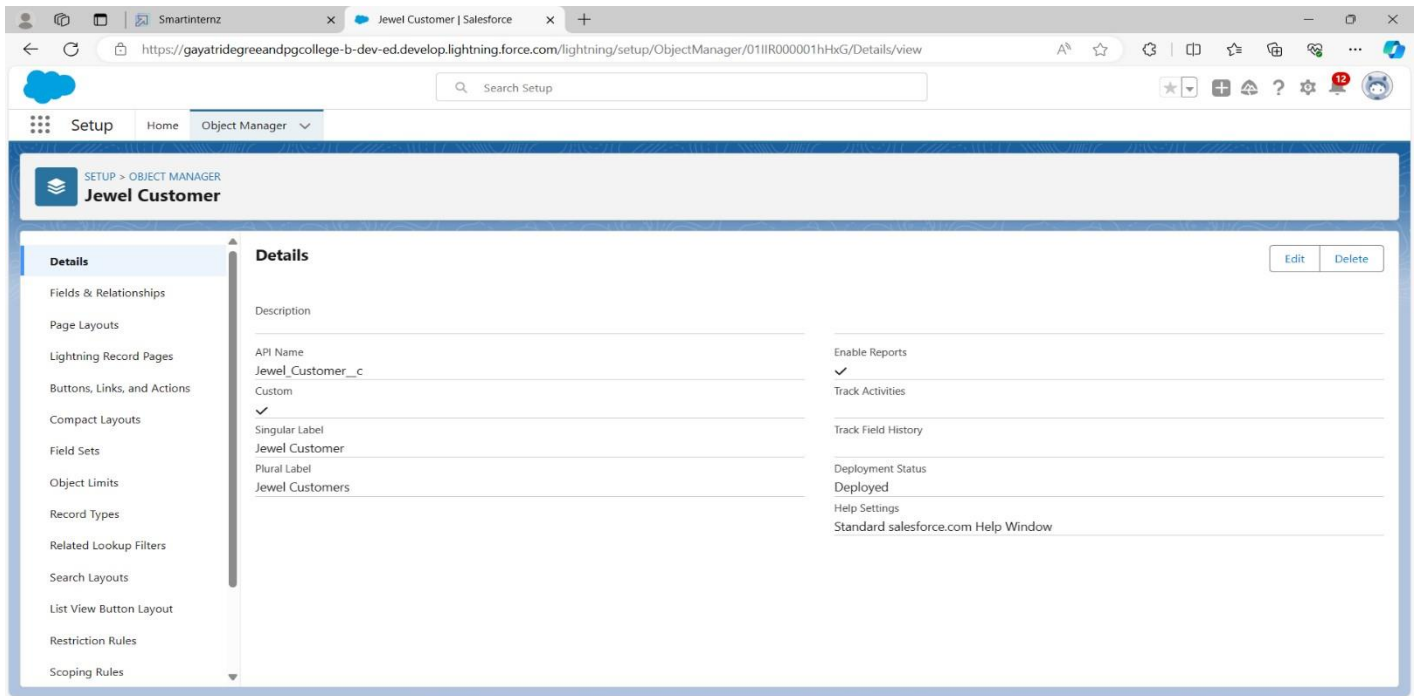 Smartinternz
Jewel Customer | Salesforce
https://gayatridegreeandpgcollege-b-dev-ed.develop.lightning.force.com/lightning/setup/ObjectManager/01IIR000001hHxG/Details/view
Search Setup
12
Setup Home Object Manager
SETUP > OBJECT MANAGER
Jewel Customer
Details
Fields & Relationships
Page Layouts
Lightning Record Pages
Buttons, Links, and Actions
Compact Layouts
Field Sets
Object Limits
Record Types
Related Lookup Filters
Search Layouts
List View Button Layout
Restriction Rules
Scoping Rules
Details
Edit Delete
Description
API Name
Jewel_Customer__c
Custom
Singular Label
Jewel Customer
Plural Label
Jewel Customers
Enable Reports
Track Activities
Track Field History
Deployment Status
Deployed
Help Settings
Standard salesforce.com Help Window